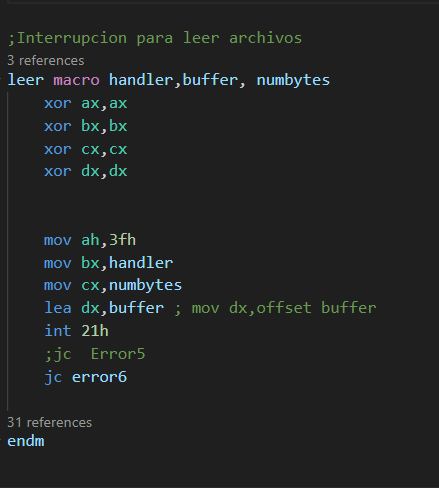 ;Interrupcion para leer archivos
3 references
leer macro handler,buffer, numbytes
xor ax,ax
xor bx,bx
xor cx,cx
xor dx,dx
mov ah,3fh
mov bx,handler
mov cx,numbytes
lea dx,buffer ; mov dx,offset buffer
int 21h
;jc  Error5
jc error6
31 references
endm